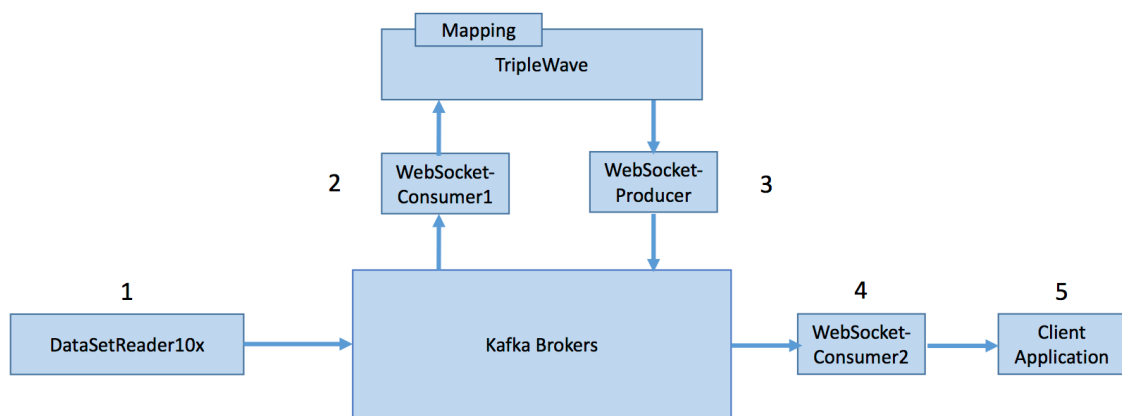 Mapping
TripleWave
2
WebSocket-
Consumer1
WebSocket-
Producer
3
1
DataSetReader10x
Kafka Brokers
4
WebSocket-
Consumer2
5
Client
Application